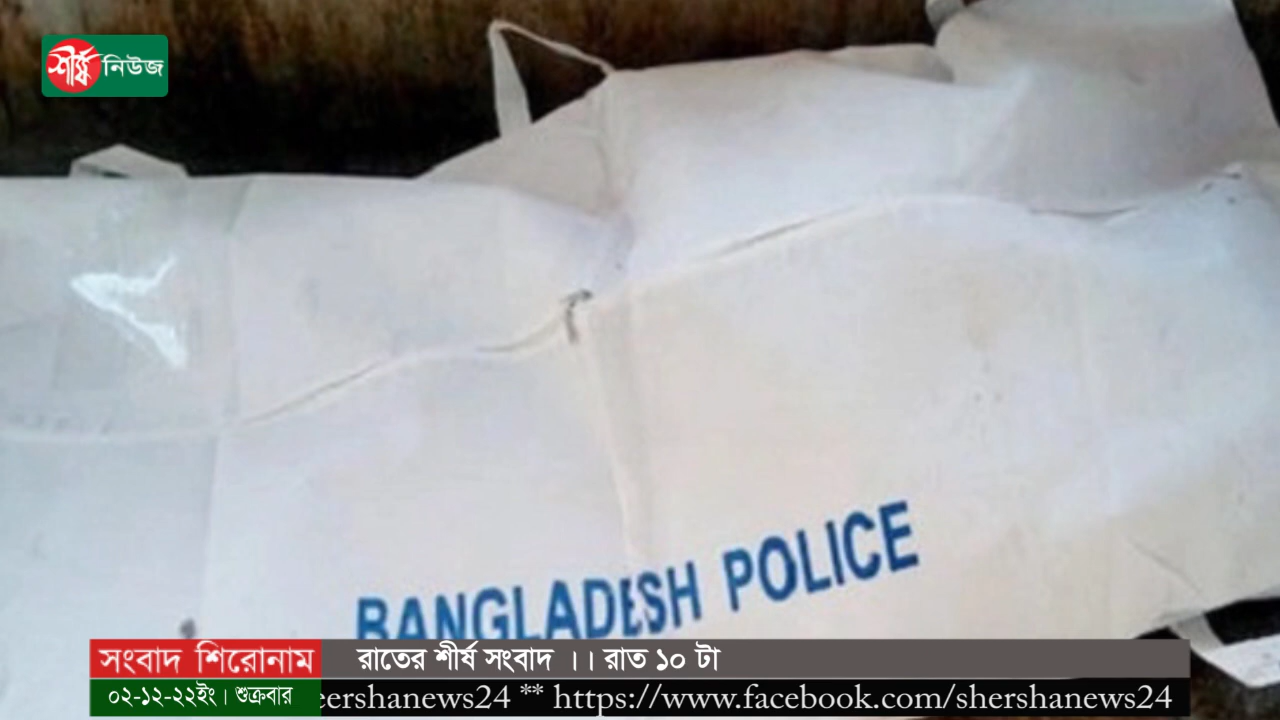 শীর্ষ নিউজ
BANGLADESH POLICE
সংবাদ শিরোনাম
রাতের শীর্ষ সংবাদ ।। রাত ১০ টা
০২-১২-২২ইং। শুক্রবার
ershanews24 ** https://www.facebook.com/shershanews24